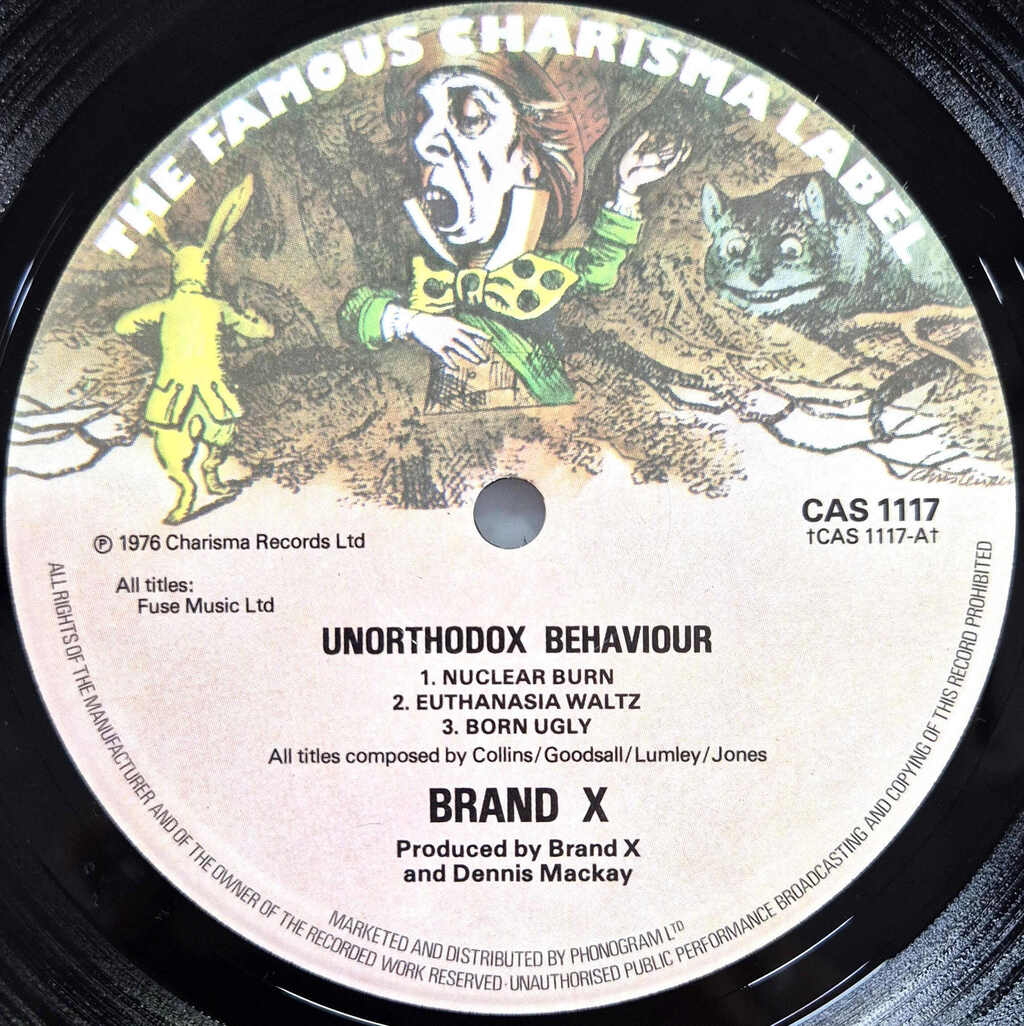 THE FAMOUS CHARISMA LABEL
CAS 1117
†CAS 1117-A†
℗ 1976 Charisma Records Ltd
All titles:
Fuse Music Ltd
UNORTHODOX BEHAVIOUR
1. NUCLEAR BURN
2. EUTHANASIA WALTZ
3. BORN UGLY
All titles composed by Collins/Goodsall/Lumley/Jones
BRAND X
Produced by Brand X
and Dennis Mackay
MARKETED AND DISTRIBUTED BY PHONOGRAM LTD
ALL RIGHTS OF THE MANUFACTURER AND OF THE OWNER OF THE RECORDED WORK RESERVED·UNAUTHORISED PUBLIC PERFORMANCE BROADCASTING AND COPYING OF THIS RECORD PROHIBITED